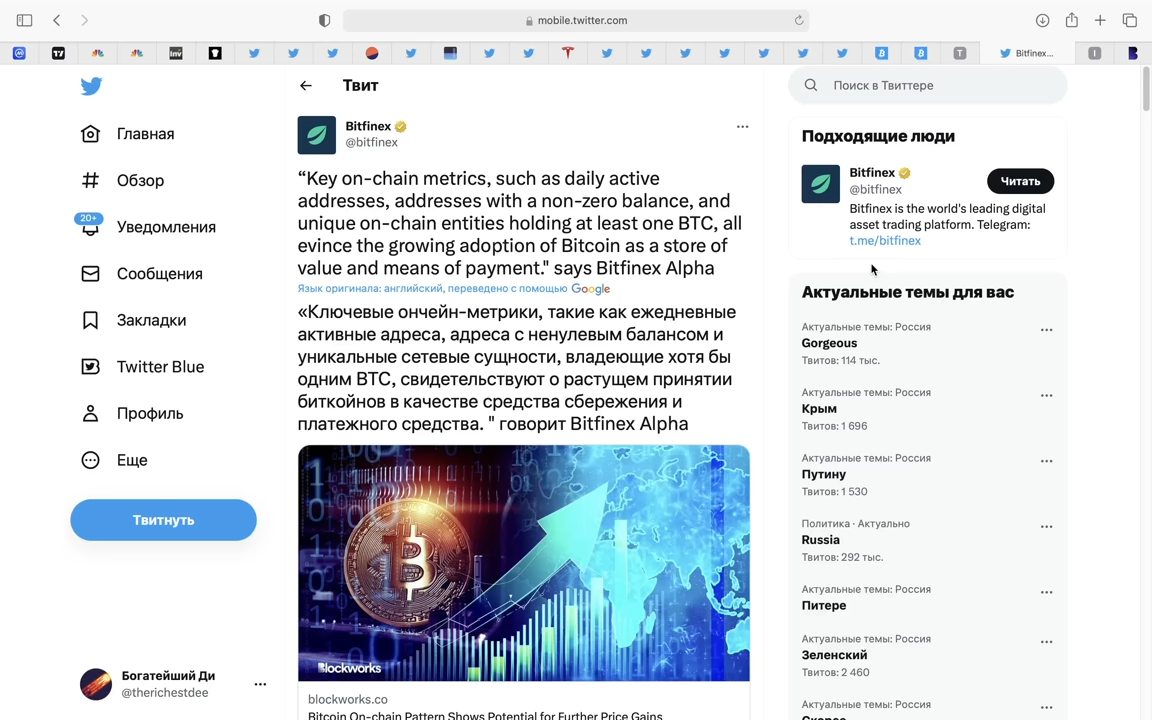 mobile.twitter.com
Bitfinex...
Твит
Поиск в Твиттере
Главная
Обзор
20+
Уведомления
Сообщения
Закладки
Twitter Blue
Профиль
Еще
Твитнуть
Богатейший Ди
@therichestdee
Bitfinex
@bitfinex
“Key on-chain metrics, such as daily active
addresses, addresses with a non-zero balance, and
unique on-chain entities holding at least one BTC, all
evince the growing adoption of Bitcoin as a store of
value and means of payment." says Bitfinex Alpha
Язык оригинала: английский, переведено с помощью Google
«Ключевые ончейн-метрики, такие как ежедневные
активные адреса, адреса с ненулевым балансом и
уникальные сетевые сущности, владеющие хотя бы
одним BTC, свидетельствуют о растущем принятии
биткойнов в качестве средства сбережения и
платежного средства. " говорит Bitfinex Alpha
Blockworks
blockworks.co
Bitcoin On-chain Pattern Shows Potential for Further Price Gains
Подходящие люди
Bitfinex
@bitfinex
Читать
Bitfinex is the world's leading digital
asset trading platform. Telegram:
t.me/bitfinex
Актуальные темы для вас
Актуальные темы: Россия
Gorgeous
Твитов: 114 тыс.
Актуальные темы: Россия
Крым
Твитов: 1 696
Актуальные темы: Россия
Путину
Твитов: 1 530
Политика · Актуально
Russia
Твитов: 292 тыс.
Актуальные темы: Россия
Питере
Актуальные темы: Россия
Зеленский
Твитов: 2 460
Актуальные темы: Россия